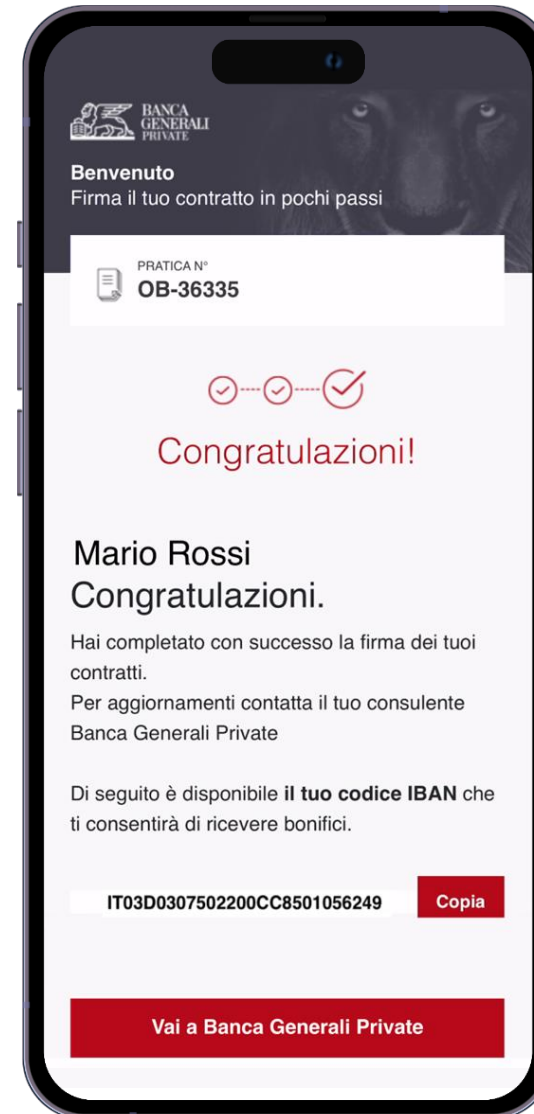 BANCA
GENERALI
PRIVATE
Benvenuto
Firma il tuo contratto in pochi passi
PRATICA N°
OB-36335
Congratulazioni!
Mario Rossi
Congratulazioni.
Hai completato con successo la firma dei tuoi
contratti.
Per aggiornamenti contatta il tuo consulente
Banca Generali Private
Di seguito è disponibile il tuo codice IBAN che
ti consentirà di ricevere bonifici.
IT03D0307502200CC8501056249 Copia
Vai a Banca Generali Private